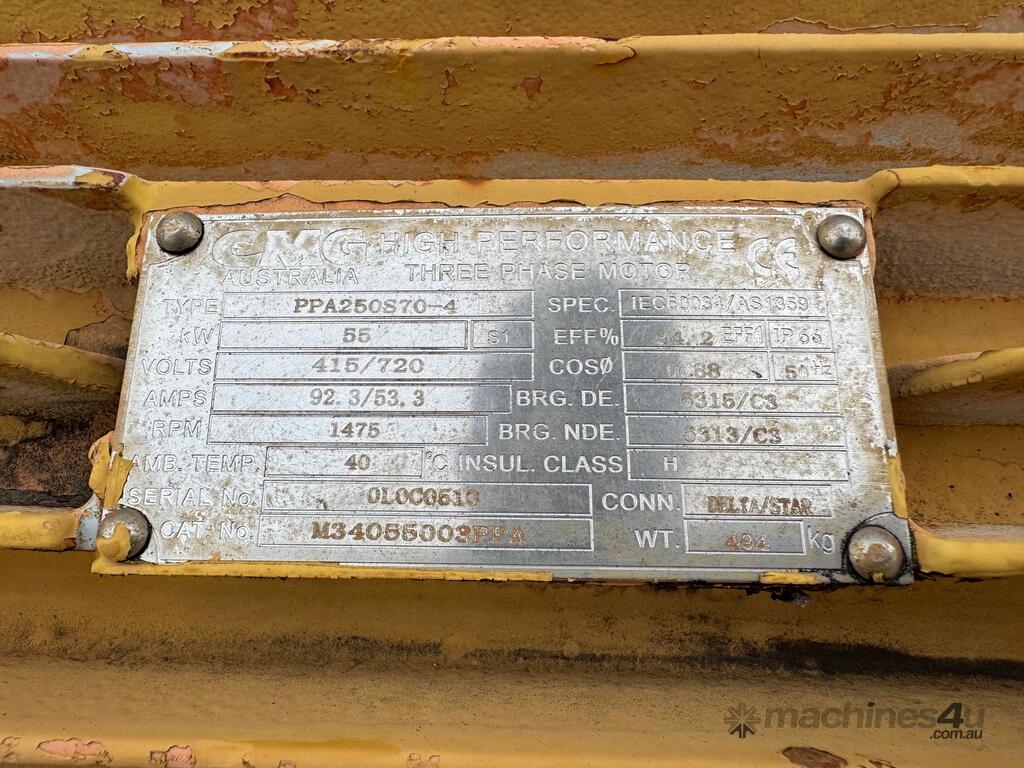 CMG HIGH PERFORMANCE CE
AUSTRALIA THREE PHASE MOTOR
TYPE PPA250S70-4 SPEC. IEC60034/AS1359
kW 55 S1 EFF% 94.2 EFF1 IP66
VOLTS 415/720 COSØ 0.88 50Hz
AMPS 92.3/53.3 BRG. DE. 6315/C3
RPM 1475 BRG. NDE. 6313/C3
AMB. TEMP. 40 °C INSUL. CLASS H
SERIAL No. CONN. DELTA/STAR
CAT. No. M34055003PPA WT. 494 kg
machines4u
.com.au